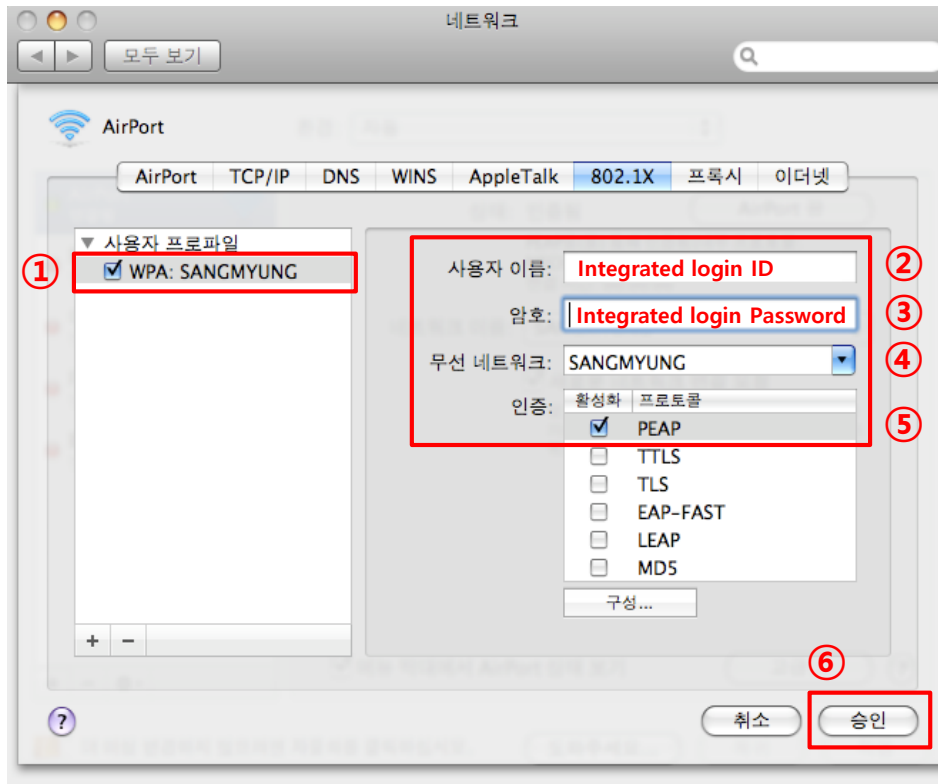 네트워크
모두 보기
AirPort
AirPort TCP/IP DNS WINS AppleTalk 802.1X 프록시 이더넷
▼ 사용자 프로파일
① WPA: SANGMYUNG
사용자 이름: Integrated login ID ②
암호: Integrated login Password ③
무선 네트워크: SANGMYUNG ④
인증: 활성화 프로토콜
PEAP ⑤
TTLS
TLS
EAP-FAST
LEAP
MD5
구성...
+ −
⑥
? 취소 승인